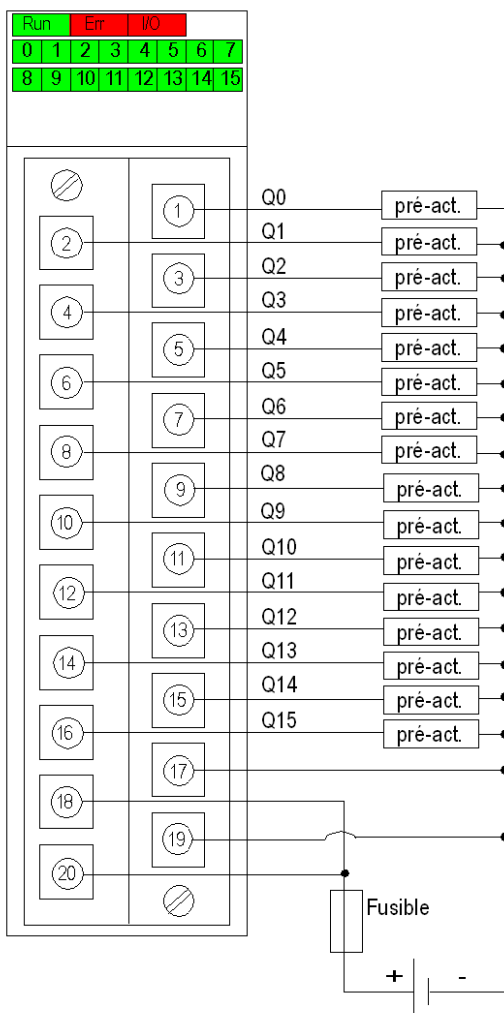 Run Err I/O
0 1 2 3 4 5 6 7
8 9 10 11 12 13 14 15
1 Q0 pré-act.
2 Q1 pré-act.
3 Q2 pré-act.
4 Q3 pré-act.
5 Q4 pré-act.
6 Q5 pré-act.
7 Q6 pré-act.
8 Q7 pré-act.
9 Q8 pré-act.
10 Q9 pré-act.
11 Q10 pré-act.
12 Q11 pré-act.
13 Q12 pré-act.
14 Q13 pré-act.
15 Q14 pré-act.
16 Q15 pré-act.
17
18
19
20
Fusible
+ -